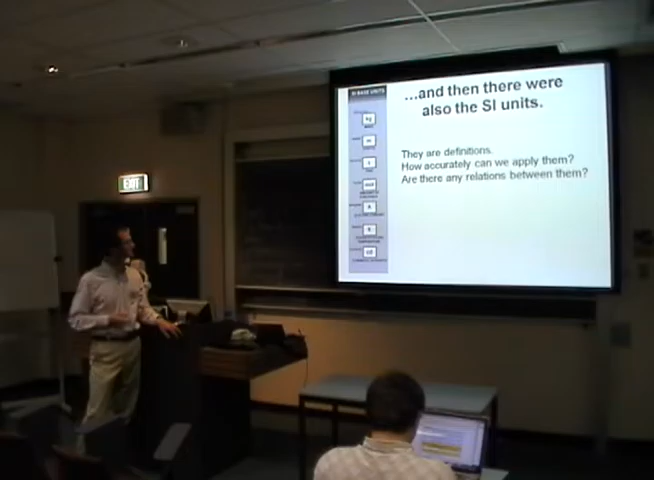 EXIT
SI BASE UNITS
...and then there were
also the SI units.
They are definitions.
How accurately can we apply them?
Are there any relations between them?
kg
m
s
mol
A
K
cd